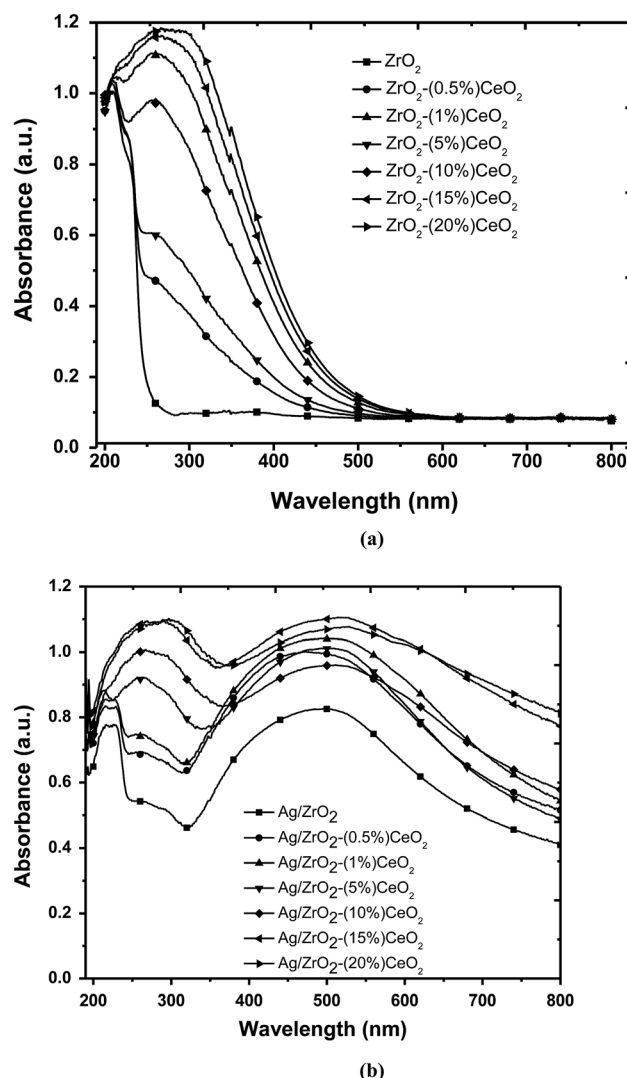 1.2
1.0
0.8
0.6
0.4
0.2
0.0
Absorbance (a.u.)
ZrO₂
ZrO₂-(0.5%)CeO₂
ZrO₂-(1%)CeO₂
ZrO₂-(5%)CeO₂
ZrO₂-(10%)CeO₂
ZrO₂-(15%)CeO₂
ZrO₂-(20%)CeO₂
200 300 400 500 600 700 800
Wavelength (nm)
(a)
1.2
1.0
0.8
0.6
0.4
0.2
0.0
Absorbance (a.u.)
Ag/ZrO₂
Ag/ZrO₂-(0.5%)CeO₂
Ag/ZrO₂-(1%)CeO₂
Ag/ZrO₂-(5%)CeO₂
Ag/ZrO₂-(10%)CeO₂
Ag/ZrO₂-(15%)CeO₂
Ag/ZrO₂-(20%)CeO₂
200 300 400 500 600 700 800
Wavelength (nm)
(b)